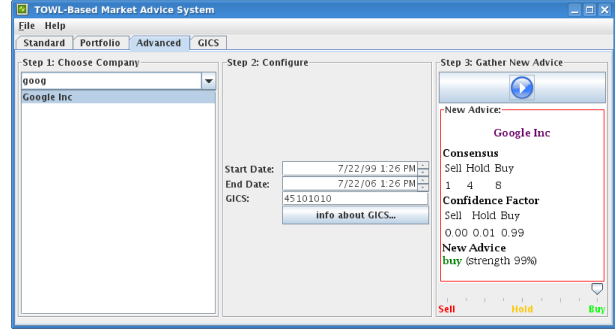 TOWL-Based Market Advice System
File Help
Standard Portfolio Advanced GICS
Step 1: Choose Company
goog
Google Inc
Step 2: Configure
Start Date: 7/22/99 1:26 PM
End Date: 7/22/06 1:26 PM
GICS: 45101010
info about GICS...
Step 3: Gather New Advice
New Advice:
Google Inc
Consensus
Sell Hold Buy
1 4 8
Confidence Factor
Sell Hold Buy
0.00 0.01 0.99
New Advice
buy (strength 99%)
Sell Hold Buy